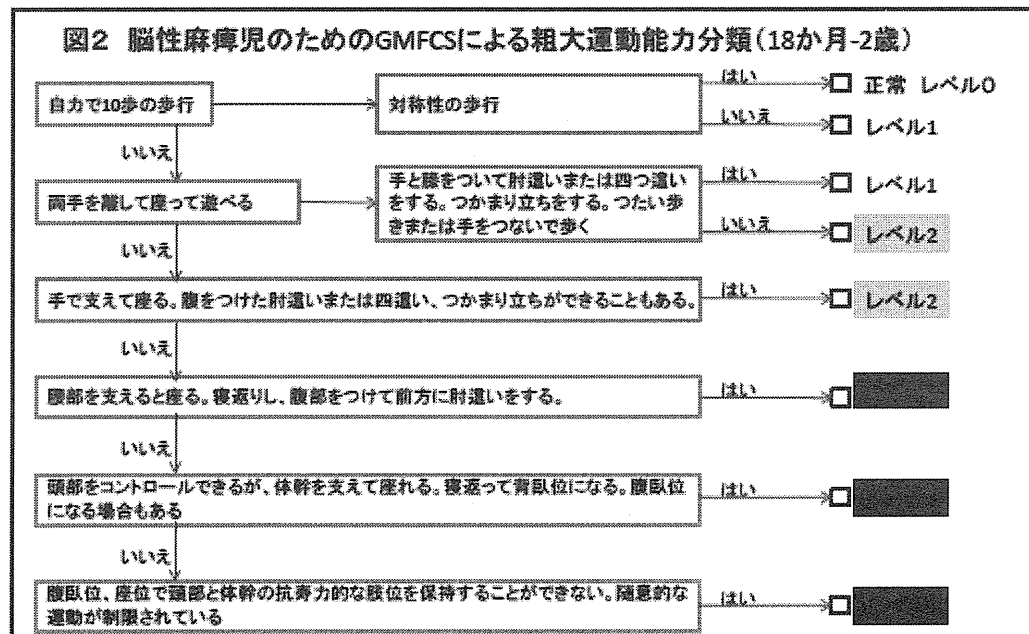 図2 脳性麻痺児のためのGMFCSによる粗大運動能力分類(18か月-2歳)
自力で10歩の歩行
対称性の歩行
はい
正常 レベル0
いいえ
レベル1
いいえ
両手を離して座って遊べる
手と膝をついて肘這いまたは四つ這い
をする。つかまり立ちをする。つたい歩
きまたは手をつないで歩く
はい
レベル1
いいえ
レベル2
いいえ
手で支えて座る。腹をつけた肘這いまたは四這い、つかまり立ちができることもある。
はい
レベル2
いいえ
腰部を支えると座る。寝返りし、腹部をつけて前方に肘這いをする。
はい
いいえ
頭部をコントロールできるが、体幹を支えて座れる。寝返って背臥位になる。腹臥位
になる場合もある
はい
いいえ
腹臥位、座位で頭部と体幹の抗寿力的な肢位を保持することができない。随意的な
運動が制限されている
はい